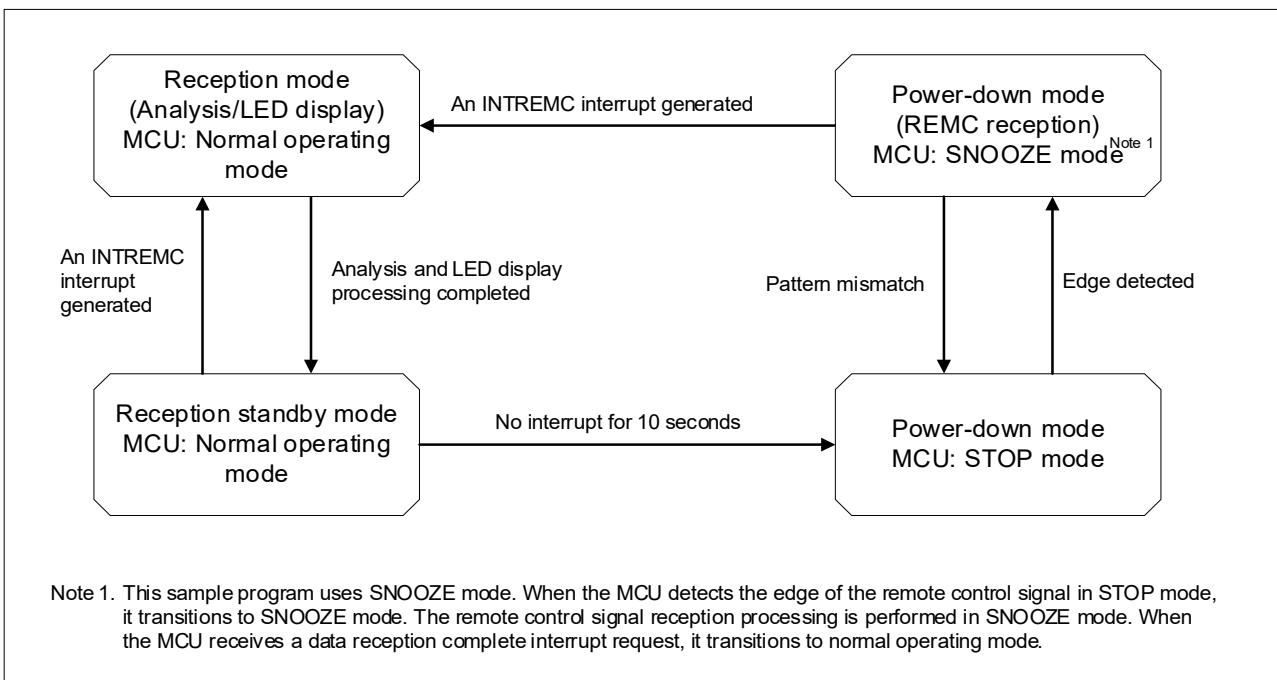 Reception mode
(Analysis/LED display)
MCU: Normal operating
mode
An INTREMC interrupt generated
Power-down mode
(REMC reception)
MCU: SNOOZE mode Note 1
An INTREMC
interrupt
generated
Analysis and LED display
processing completed
Pattern mismatch
Edge detected
Reception standby mode
MCU: Normal operating
mode
No interrupt for 10 seconds
Power-down mode
MCU: STOP mode
Note 1. This sample program uses SNOOZE mode. When the MCU detects the edge of the remote control signal in STOP mode,
it transitions to SNOOZE mode. The remote control signal reception processing is performed in SNOOZE mode. When
the MCU receives a data reception complete interrupt request, it transitions to normal operating mode.